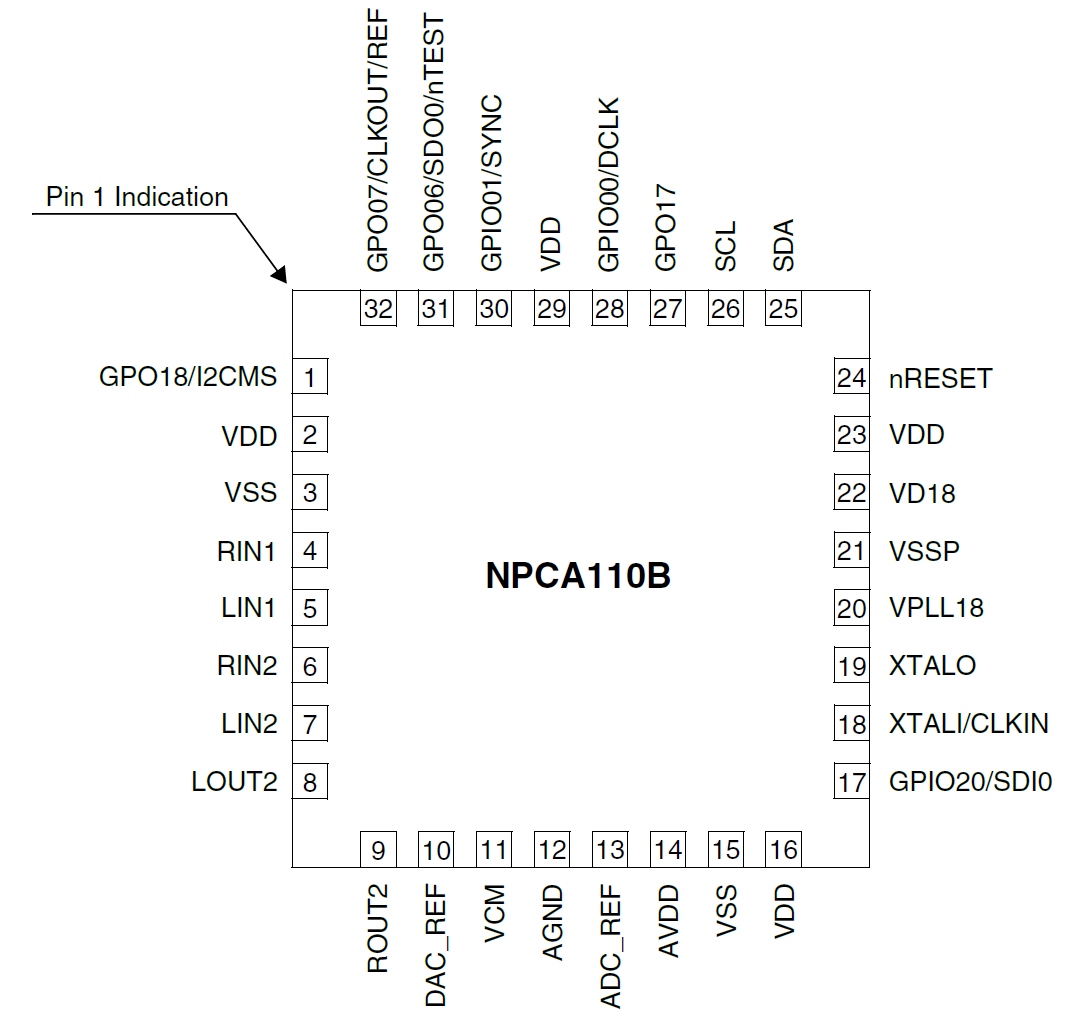 GPO07/CLKOUT/REF
GPO06/SDO0/nTEST
GPIO01/SYNC
VDD
GPIO00/DCLK
GPO17
SCL
SDA
Pin 1 Indication
32 31 30 29 28 27 26 25
GPO18/I2CMS 1
VDD 2
VSS 3
RIN1 4
LIN1 5
RIN2 6
LIN2 7
LOUT2 8
NPCA110B
24 nRESET
23 VDD
22 VD18
21 VSSP
20 VPLL18
19 XTALO
18 XTALI/CLKIN
17 GPIO20/SDI0
9 10 11 12 13 14 15 16
ROUT2
DAC_REF
VCM
AGND
ADC_REF
AVDD
VSS
VDD